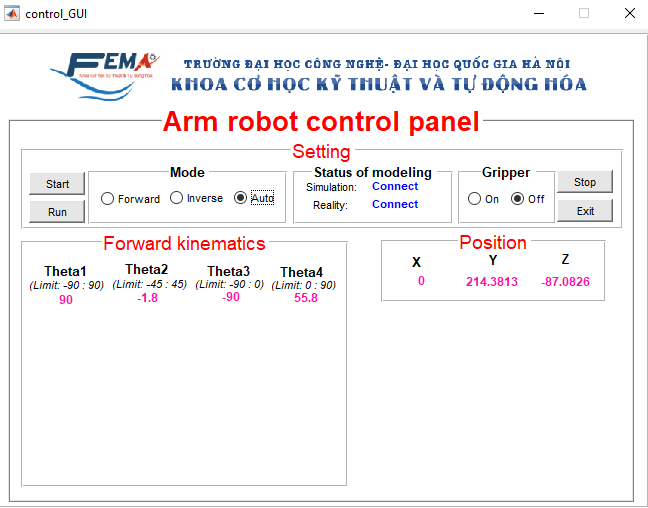 control_GUI
FEMA
TRƯỜNG ĐẠI HỌC CÔNG NGHỆ- ĐẠI HỌC QUỐC GIA HÀ NỘI
KHOA CƠ HỌC KỸ THUẬT VÀ TỰ ĐỘNG HÓA
Arm robot control panel
Setting
Start
Run
Mode
Forward Inverse Auto
Status of modeling
Simulation: Connect
Reality: Connect
Gripper
On Off
Stop
Exit
Forward kinematics
Theta1 Theta2 Theta3 Theta4
(Limit: -90 : 90) (Limit: -45 : 45) (Limit: -90 : 0) (Limit: 0 : 90)
90 -1.8 -90 55.8
Position
X Y Z
0 214.3813 -87.0826